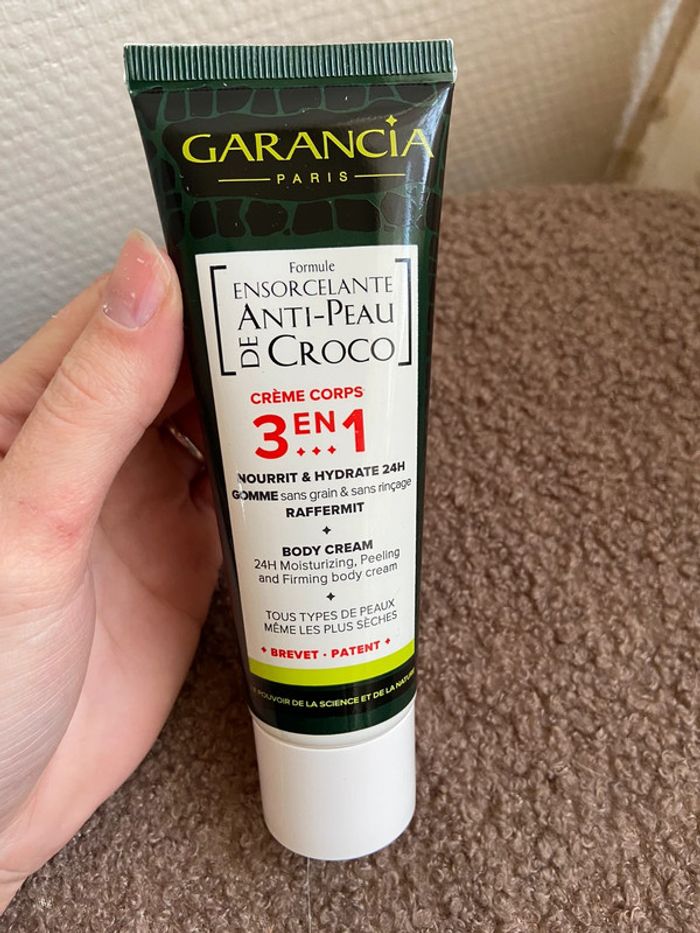 GARANCIA
PARIS
Formule
ENSORCELANTE
ANTI-PEAU
DE CROCO
CRÈME CORPS
3 EN 1
NOURRIT & HYDRATE 24H
GOMME sans grain & sans rinçage
RAFFERMIT
BODY CREAM
24H Moisturizing, Peeling
and Firming body cream
TOUS TYPES DE PEAUX
MÊME LES PLUS SÈCHES
BREVET · PATENT
POUVOIR DE LA SCIENCE ET DE LA NATURE